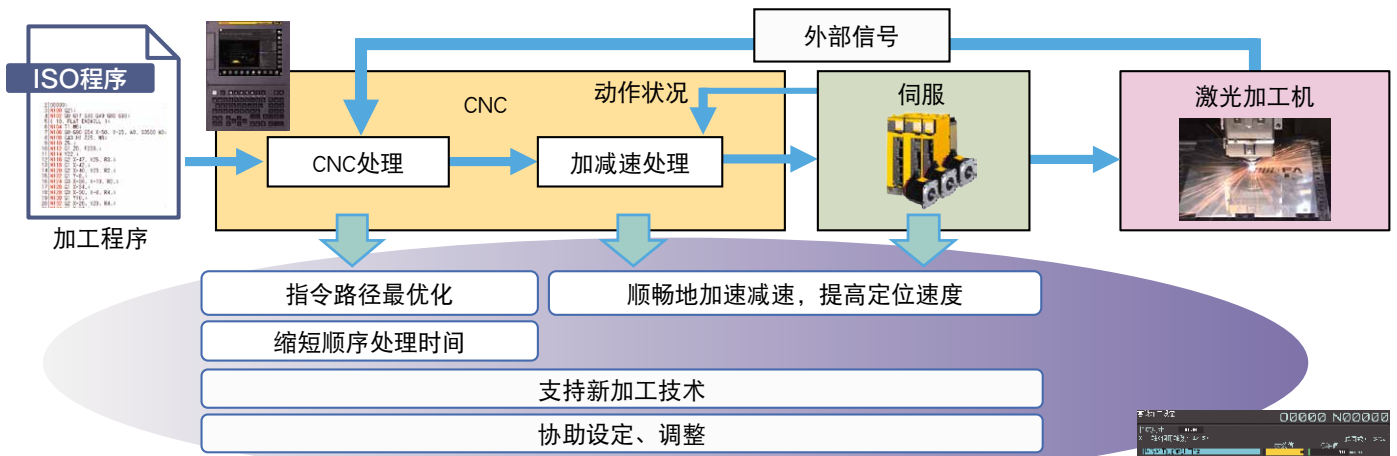 外部信号
ISO程序
CNC
动作状况
伺服
激光加工机
CNC处理
加减速处理
加工程序
指令路径最优化
顺畅地加速减速，提高定位速度
缩短顺序处理时间
支持新加工技术
协助设定、调整
O0000 N00000